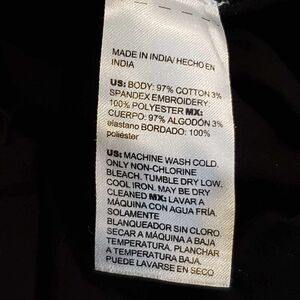 MADE IN INDIA/ HECHO EN
INDIA
US: BODY: 97% COTTON 3%
SPANDEX EMBROIDERY:
100% POLYESTER MX:
CUERPO: 97% ALGODÓN 3%
elastano BORDADO: 100%
poliéster
US: MACHINE WASH COLD.
ONLY NON-CHLORINE
BLEACH. TUMBLE DRY LOW.
COOL IRON. MAY BE DRY
CLEANED MX: LAVAR A
MÁQUINA CON AGUA FRÍA.
SOLAMENTE
BLANQUEADOR SIN CLORO.
SECAR A MÁQUINA A BAJA
TEMPERATURA. PLANCHAR
A TEMPERATURA BAJA.
PUEDE LAVARSE EN SECO